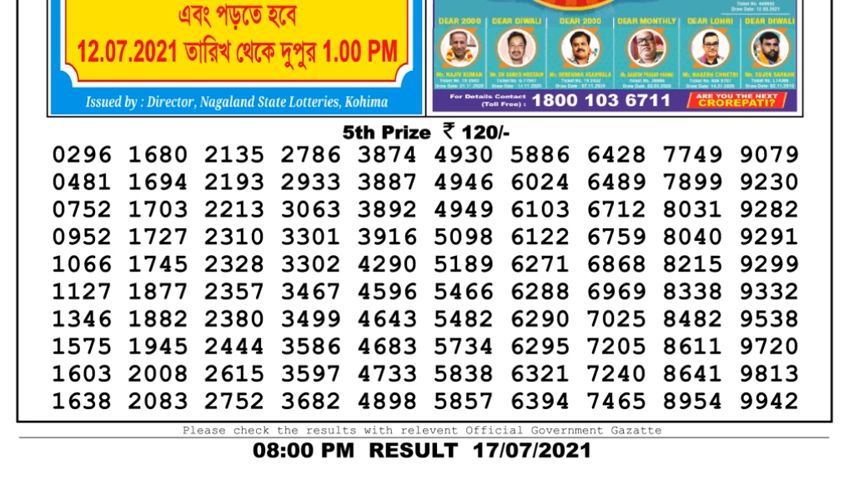 এবং পড়তে হবে
12.07.2021 তারিখ থেকে দুপুর 1.00 PM
Issued by : Director, Nagaland State Lotteries, Kohima
DEAR 2000 DEAR DIWALI DEAR 2000 DEAR MONTHLY DEAR LOHRI DEAR DIWALI
For Details Contact (Toll Free) : 1800 103 6711 ARE YOU THE NEXT CROREPATI?
5th Prize ₹ 120/-
0296 1680 2135 2786 3874 4930 5886 6428 7749 9079
0481 1694 2193 2933 3887 4946 6024 6489 7899 9230
0752 1703 2213 3063 3892 4949 6103 6712 8031 9282
0952 1727 2310 3301 3916 5098 6122 6759 8040 9291
1066 1745 2328 3302 4290 5189 6271 6868 8215 9299
1127 1877 2357 3467 4596 5466 6288 6969 8338 9332
1346 1882 2380 3499 4643 5482 6290 7025 8482 9538
1575 1945 2444 3586 4683 5734 6295 7205 8611 9720
1603 2008 2615 3597 4733 5838 6321 7240 8641 9813
1638 2083 2752 3682 4898 5857 6394 7465 8954 9942
Please check the results with relevent Official Government Gazatte
08:00 PM RESULT 17/07/2021